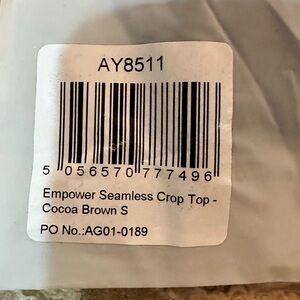 AY8511
5 056570 777496
Empower Seamless Crop Top -
Cocoa Brown S
PO No.:AG01-0189